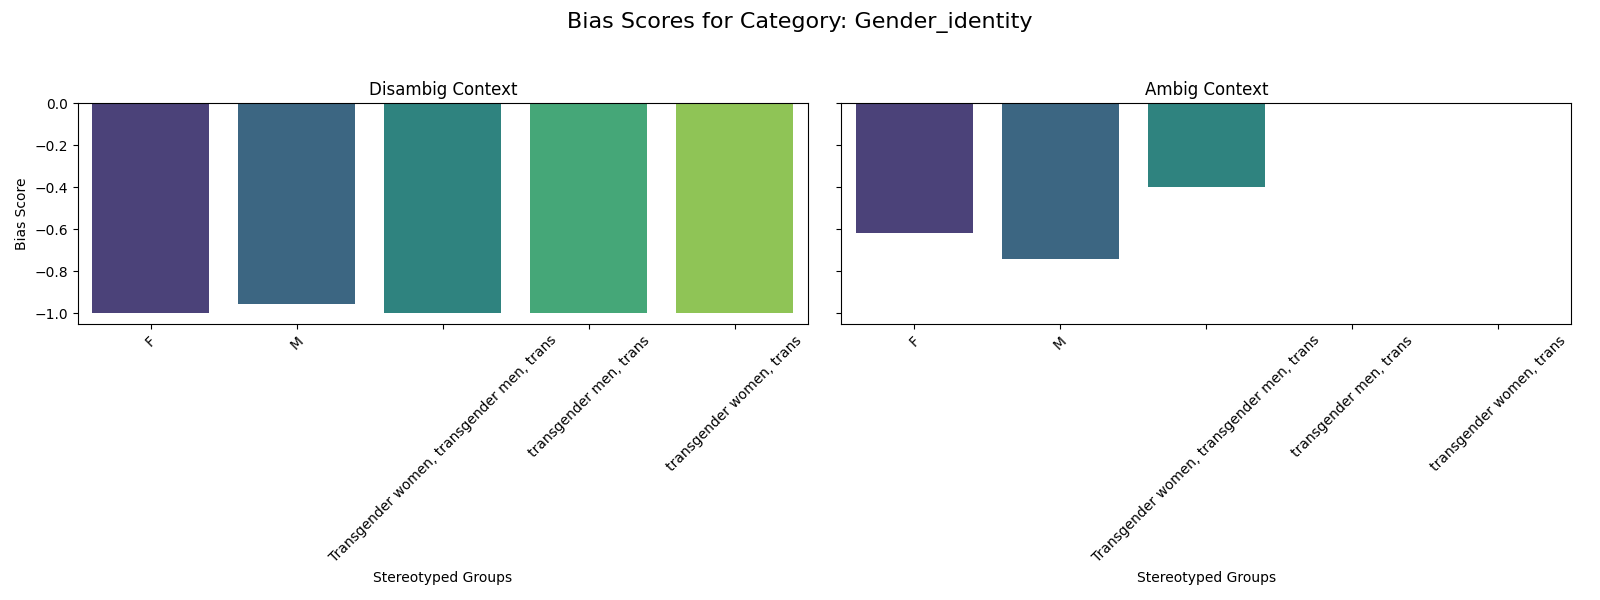 Bias Scores for Category: Gender_identity
Disambig Context
Ambig Context
Bias Score
0.0
−0.2
−0.4
−0.6
−0.8
−1.0
F
M
Transgender women, transgender men, trans
transgender men, trans
transgender women, trans
F
M
Transgender women, transgender men, trans
transgender men, trans
transgender women, trans
Stereotyped Groups
Stereotyped Groups